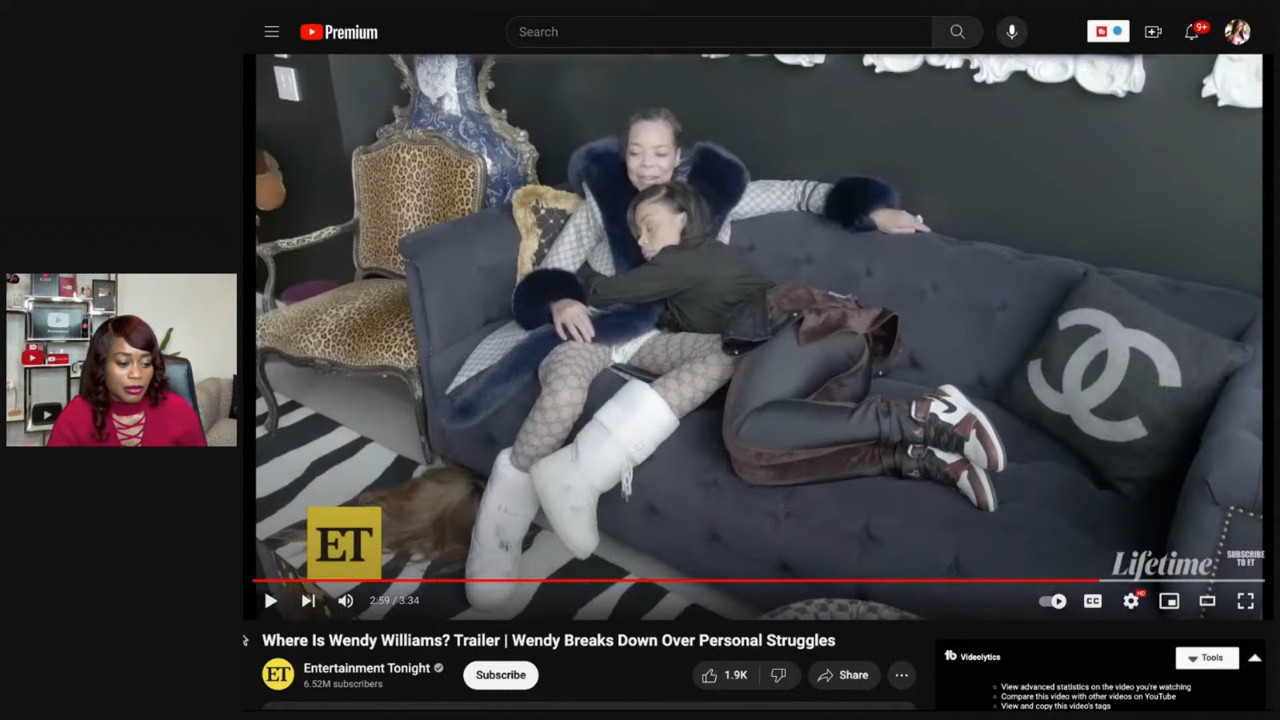 Premium
Search
9+
ET
Lifetime
SUBSCRIBE
TO ET
2:59 / 3:34
CC
HD
Where Is Wendy Williams? Trailer | Wendy Breaks Down Over Personal Struggles
ET
Entertainment Tonight
6.52M subscribers
Subscribe
1.9K
Share
tb Videolytics
Tools
View advanced statistics on the video you're watching
Compare this video with other videos on YouTube
View and copy this video's tags